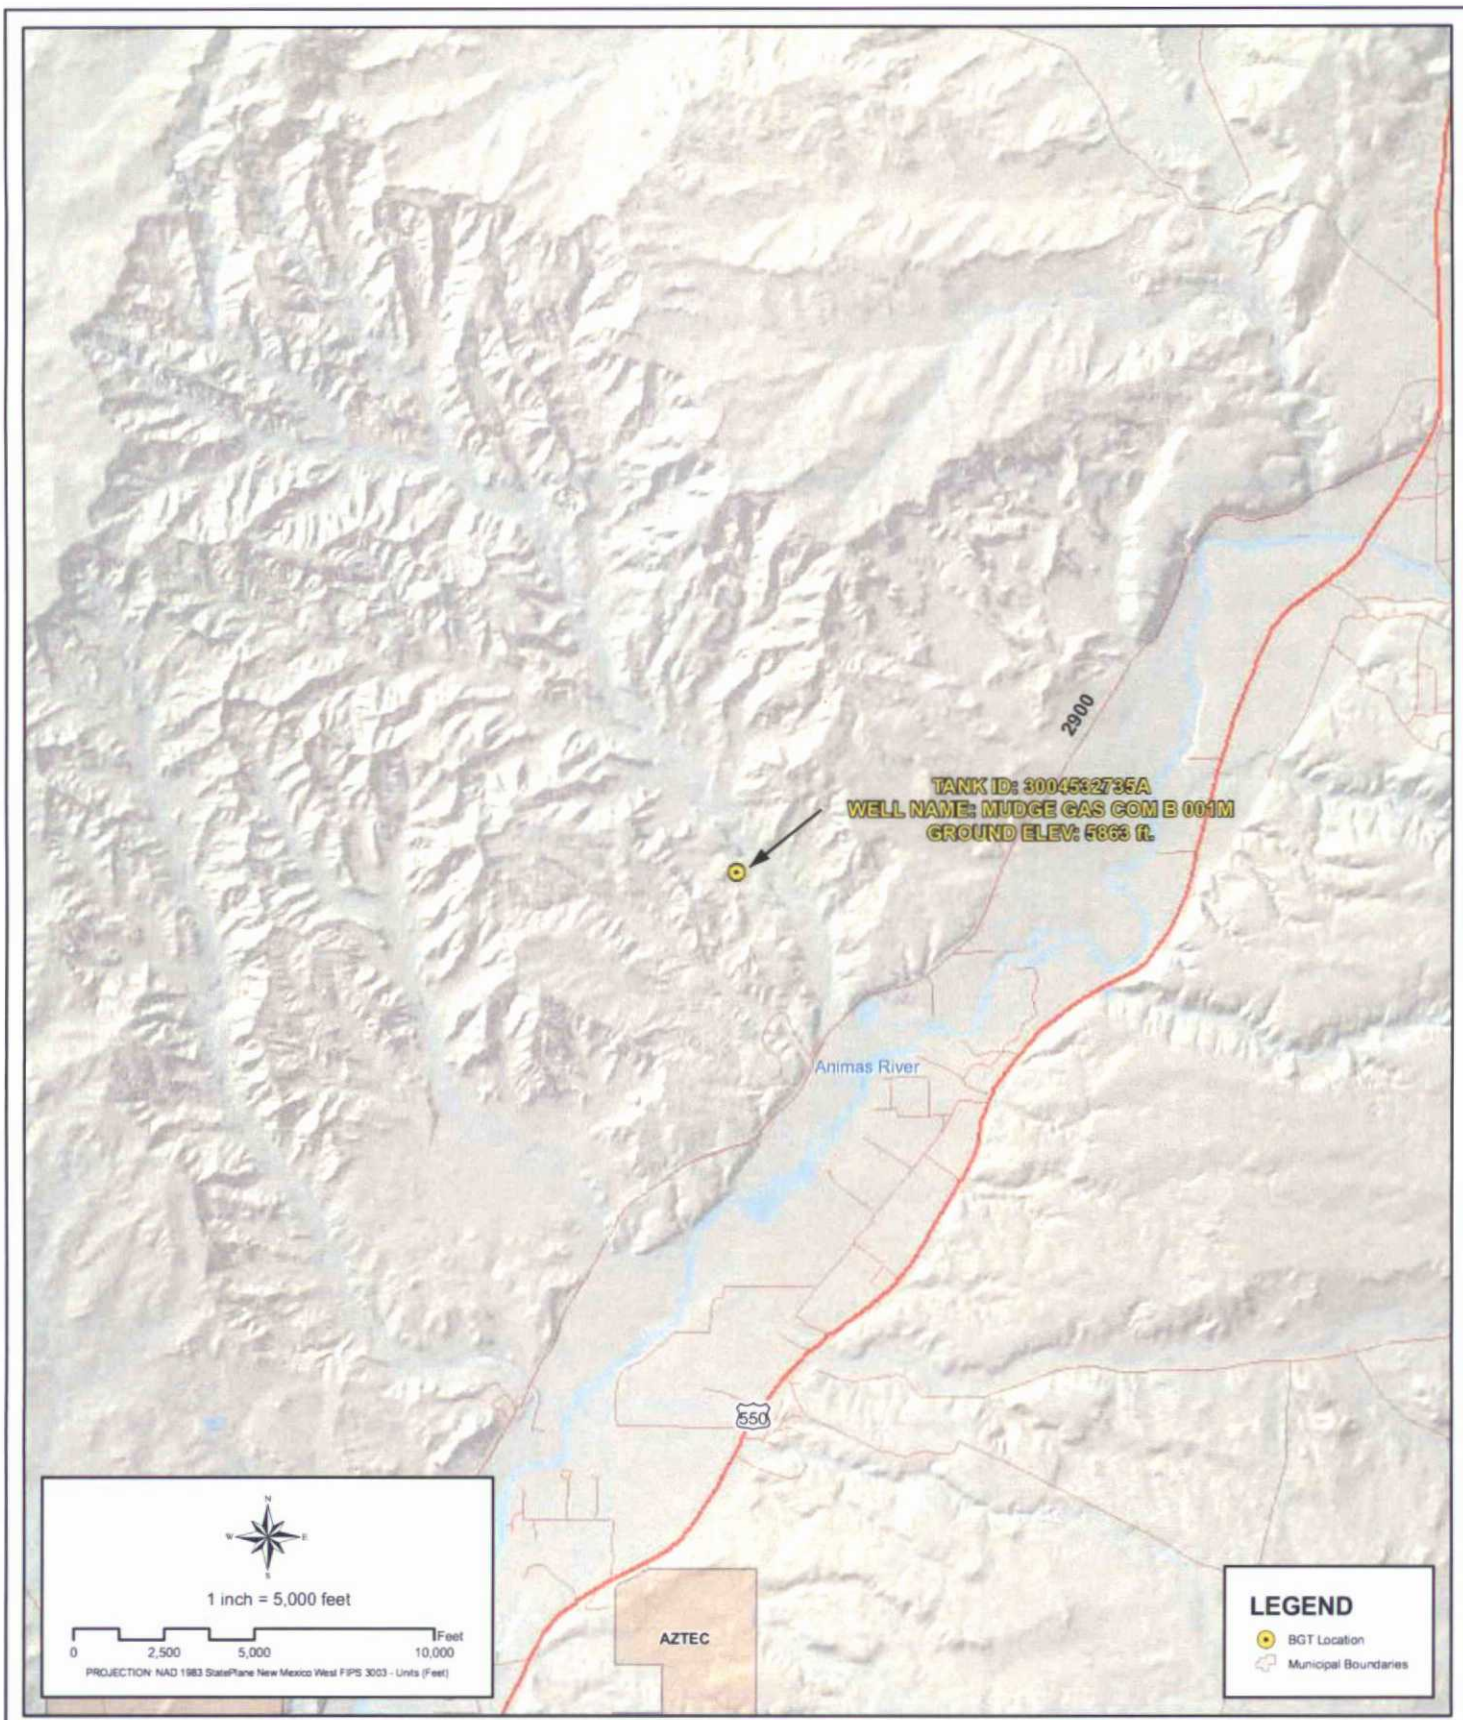 2900
TANK ID: 3004532735A
WELL NAME: MUDGE GAS COM B 001M
GROUND ELEV: 5863 ft.
Animas River
550
AZTEC
N
W E
S
1 inch = 5,000 feet
Feet
0 2,500 5,000 10,000
PROJECTION: NAD 1983 StatePlane New Mexico West FIPS 3003 - Units (Feet)
LEGEND
BGT Location
Municipal Boundaries